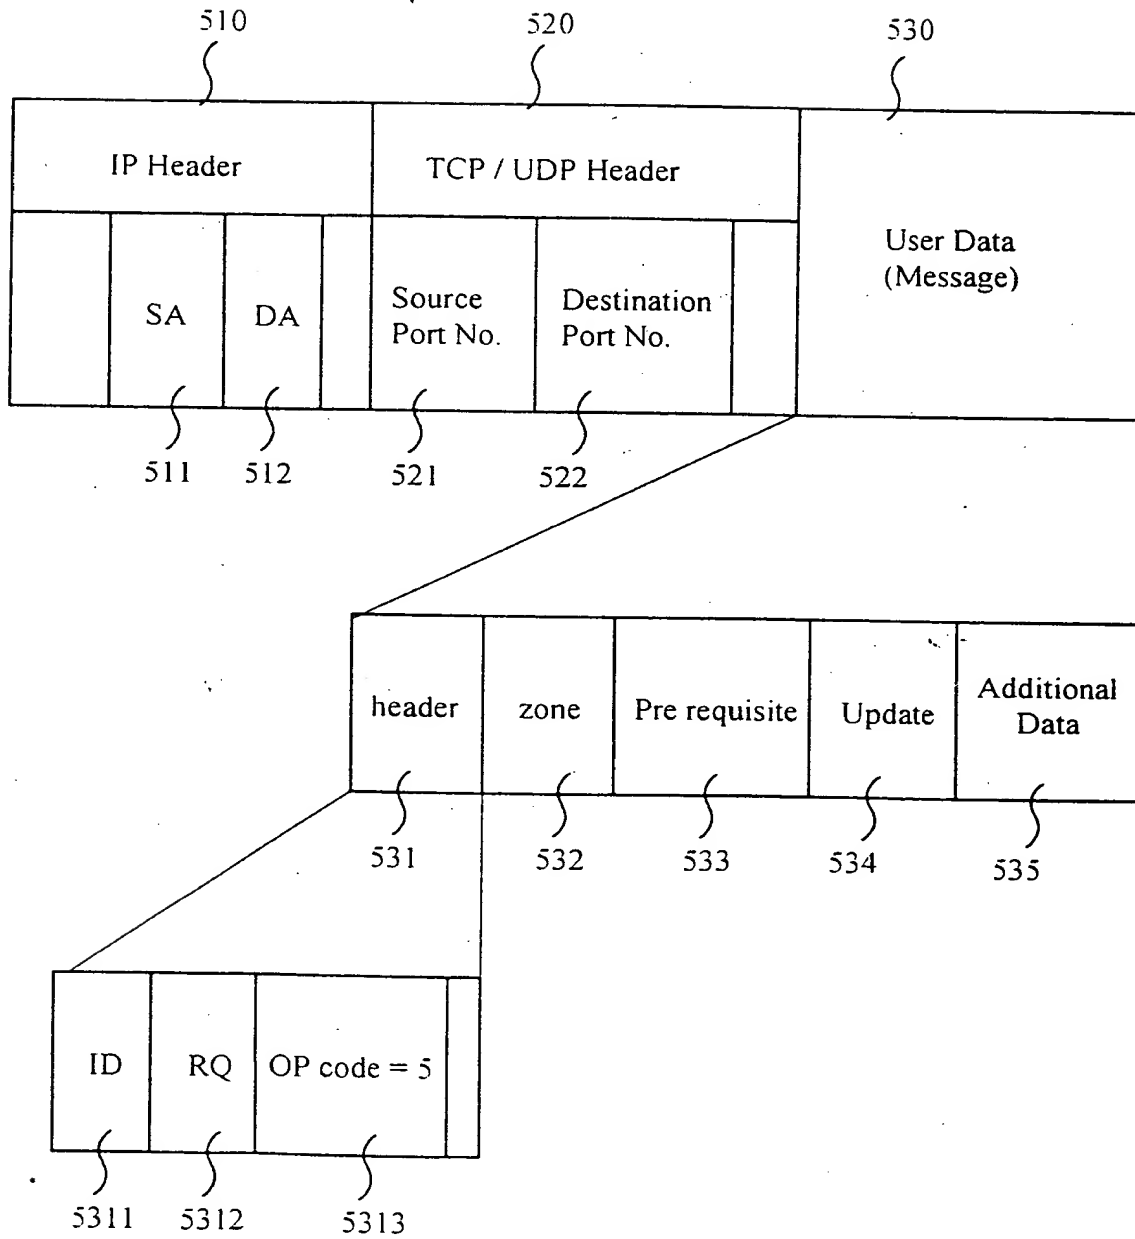 510
520
530
IP Header
TCP / UDP Header
User Data
(Message)
SA
DA
Source
Port No.
Destination
Port No.
511
512
521
522
header
zone
Pre requisite
Update
Additional
Data
531
532
533
534
535
ID
RQ
OP code = 5
5311
5312
5313